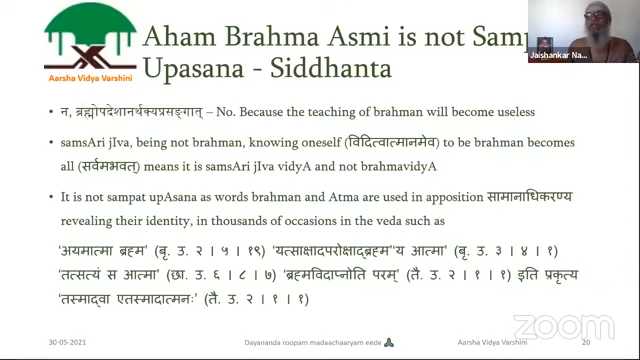 Aham Brahma Asmi is not Samp
Upasana - Siddhanta
Aarsha Vidya Varshini
Jaishankar Na...
• न, ब्रह्मोपदेशानर्थक्यप्रसङ्गात् – No. Because the teaching of brahman will become useless
• samsAri jIva, being not brahman, knowing oneself (विदित्वात्मानमेव) to be brahman becomes
all (सर्वमभवत्) means it is samsAri jIva vidyA and not brahmavidyA
• It is not sampat upAsana as words brahman and Atma are used in apposition सामानाधिकरण्य
revealing their identity, in thousands of occasions in the veda such as
‘अयमात्मा ब्रह्म’ (बृ. उ. २ । ५ । १९) ‘यत्साक्षादपरोक्षाद्ब्रह्म’ ‘य आत्मा’ (बृ. उ. ३ । ४ । १)
‘तत्सत्यं स आत्मा’ (छा. उ. ६ । ८ । ७) ‘ब्रह्मविदाप्नोति परम्’ (तै. उ. २ । १ । १) इति प्रकृत्य
‘तस्माद्वा एतस्मादात्मनः’ (तै. उ. २ । १ । १)
30-05-2021
Dayananda roopam madaachaaryam eede 🙏
Aarsha Vidya Varshini
20
zoom